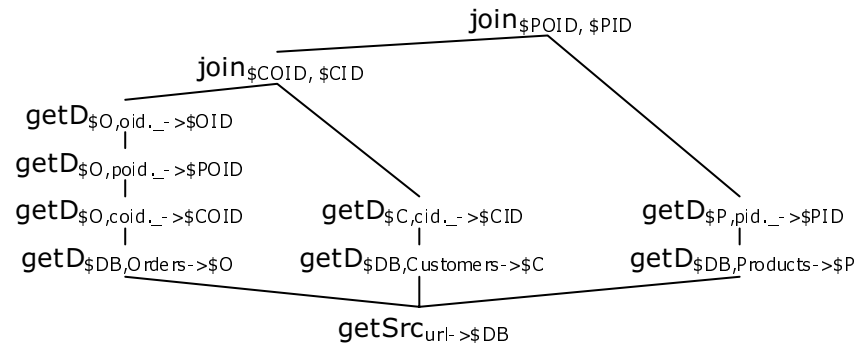 join$POID, $PID
join$COID, $CID
getD$O,oid._->$OID
getD$O,poid._->$POID
getD$O,coid._->$COID
getD$C,cid._->$CID
getD$P,pid._->$PID
getD$DB,Orders->$O
getD$DB,Customers->$C
getD$DB,Products->$P
getSrcurl->$DB